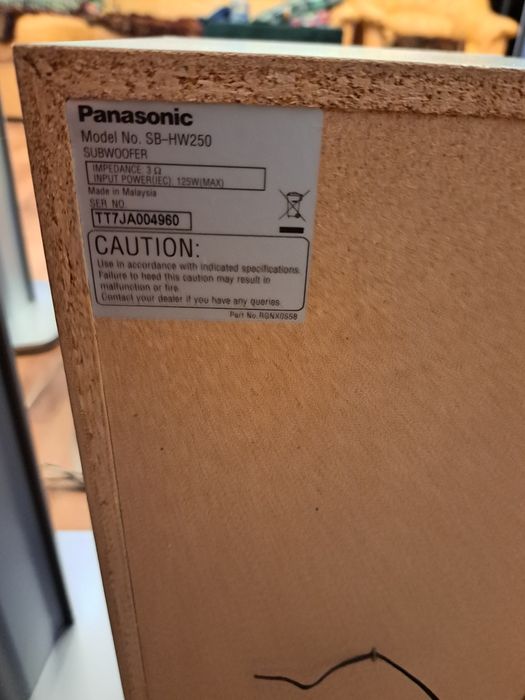 Panasonic
Model No. SB-HW250
SUBWOOFER
IMPEDANCE: 3 Ω
INPUT POWER(IEC): 125W(MAX)
Made in Malaysia
SER NO
TT7JA004960
CAUTION:
Use in accordance with indicated specifications.
Failure to heed this caution may result in
malfunction or fire.
Contact your dealer if you have any queries.
Part No. RGNX0558